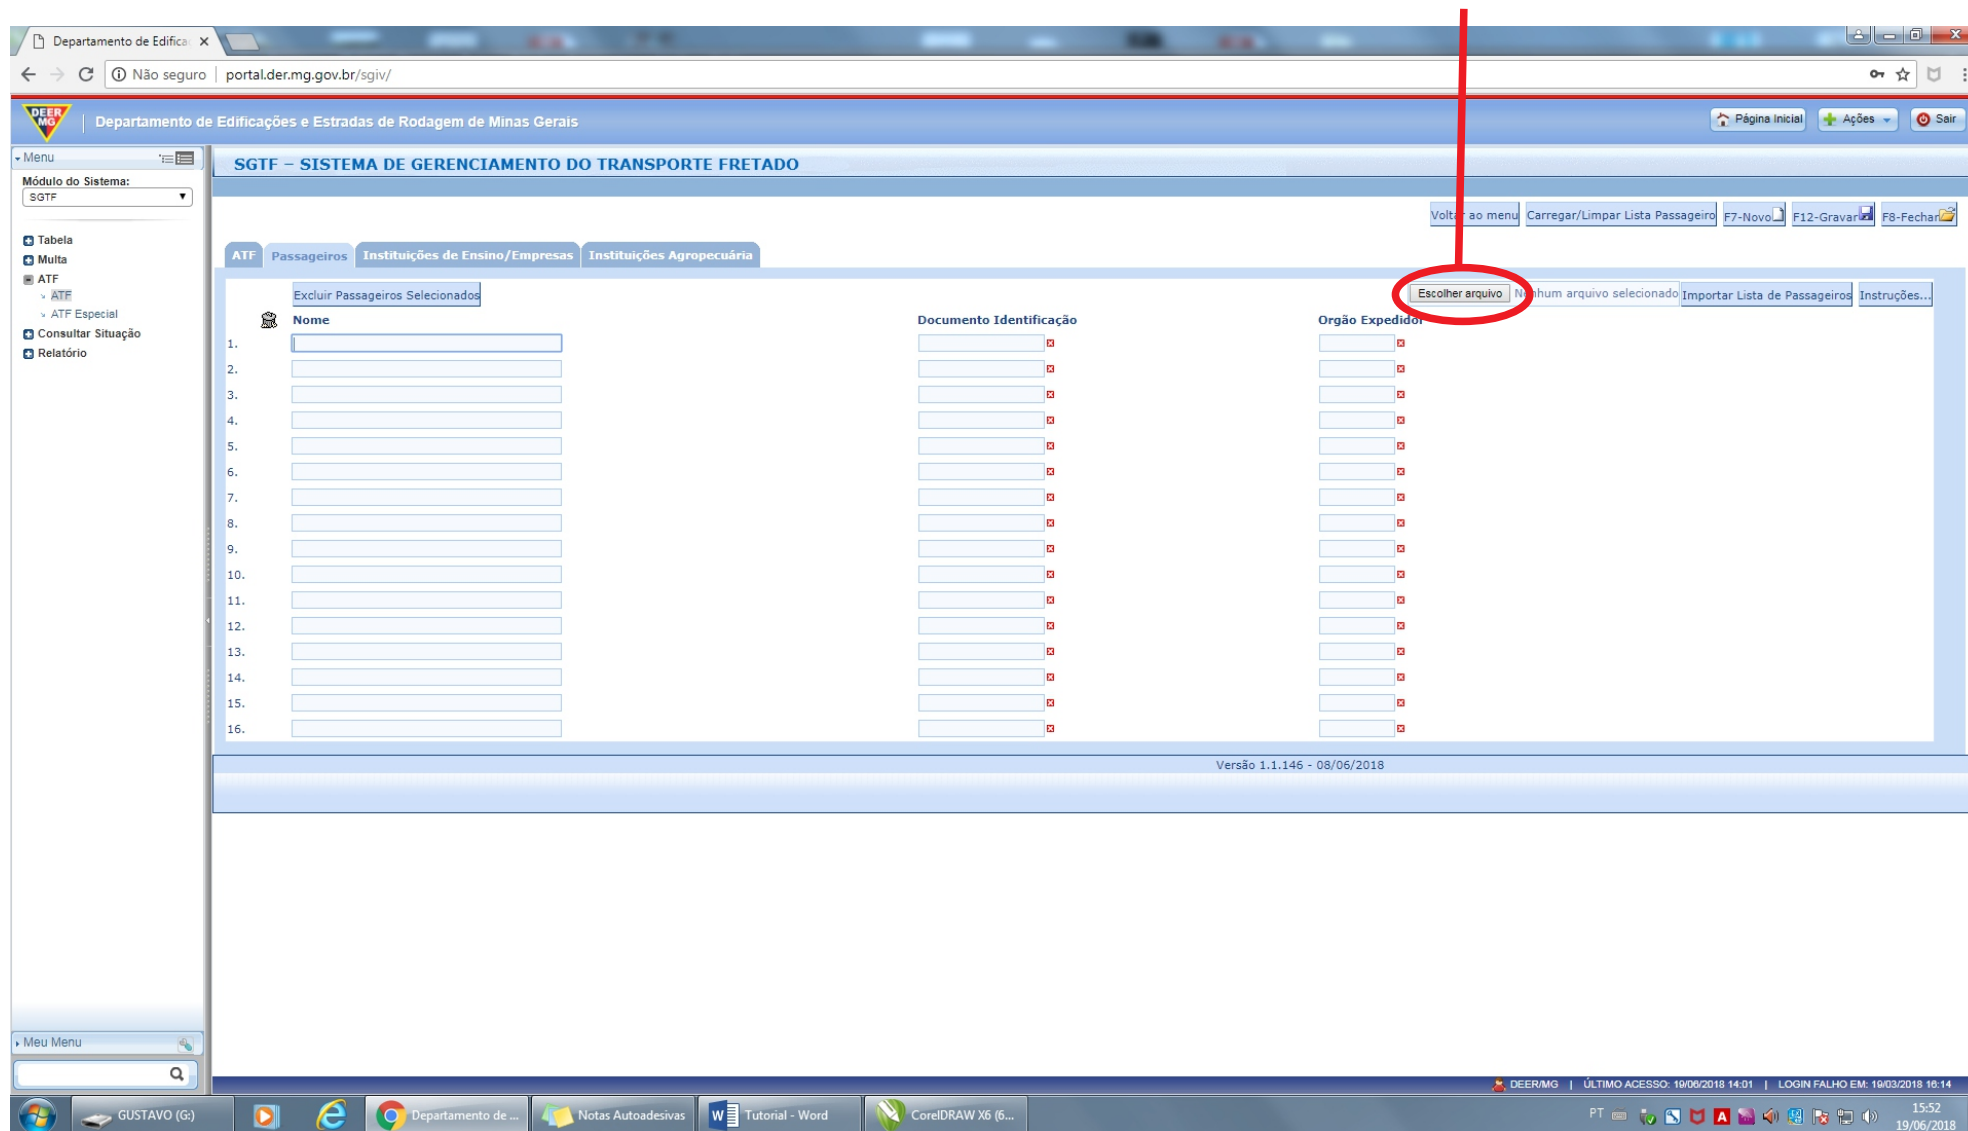 Departamento de Edifica
Não seguro | portal.der.mg.gov.br/sgiv/
DEER
MG
Departamento de Edificações e Estradas de Rodagem de Minas Gerais
Página Inicial
Ações
Sair
Menu
SGTF – SISTEMA DE GERENCIAMENTO DO TRANSPORTE FRETADO
Módulo do Sistema:
SGTF
Voltar ao menu Carregar/Limpar Lista Passageiro F7-Novo F12-Gravar F8-Fechar
Tabela
Multa
ATF
ATF
ATF Especial
Consultar Situação
Relatório
ATF Passageiros Instituições de Ensino/Empresas Instituições Agropecuária
Excluir Passageiros Selecionados
Escolher arquivo Nenhum arquivo selecionado Importar Lista de Passageiros Instruções...
Nome Documento Identificação Orgão Expedidor
1.
2.
3.
4.
5.
6.
7.
8.
9.
10.
11.
12.
13.
14.
15.
16.
Versão 1.1.146 - 08/06/2018
Meu Menu
DEER/MG | ÚLTIMO ACESSO: 19/06/2018 14:01 | LOGIN FALHO EM: 19/03/2018 16:14
GUSTAVO (G:)
Departamento de ...
Notas Autoadesivas
Tutorial - Word
CorelDRAW X6 (6...
PT
15:52
19/06/2018